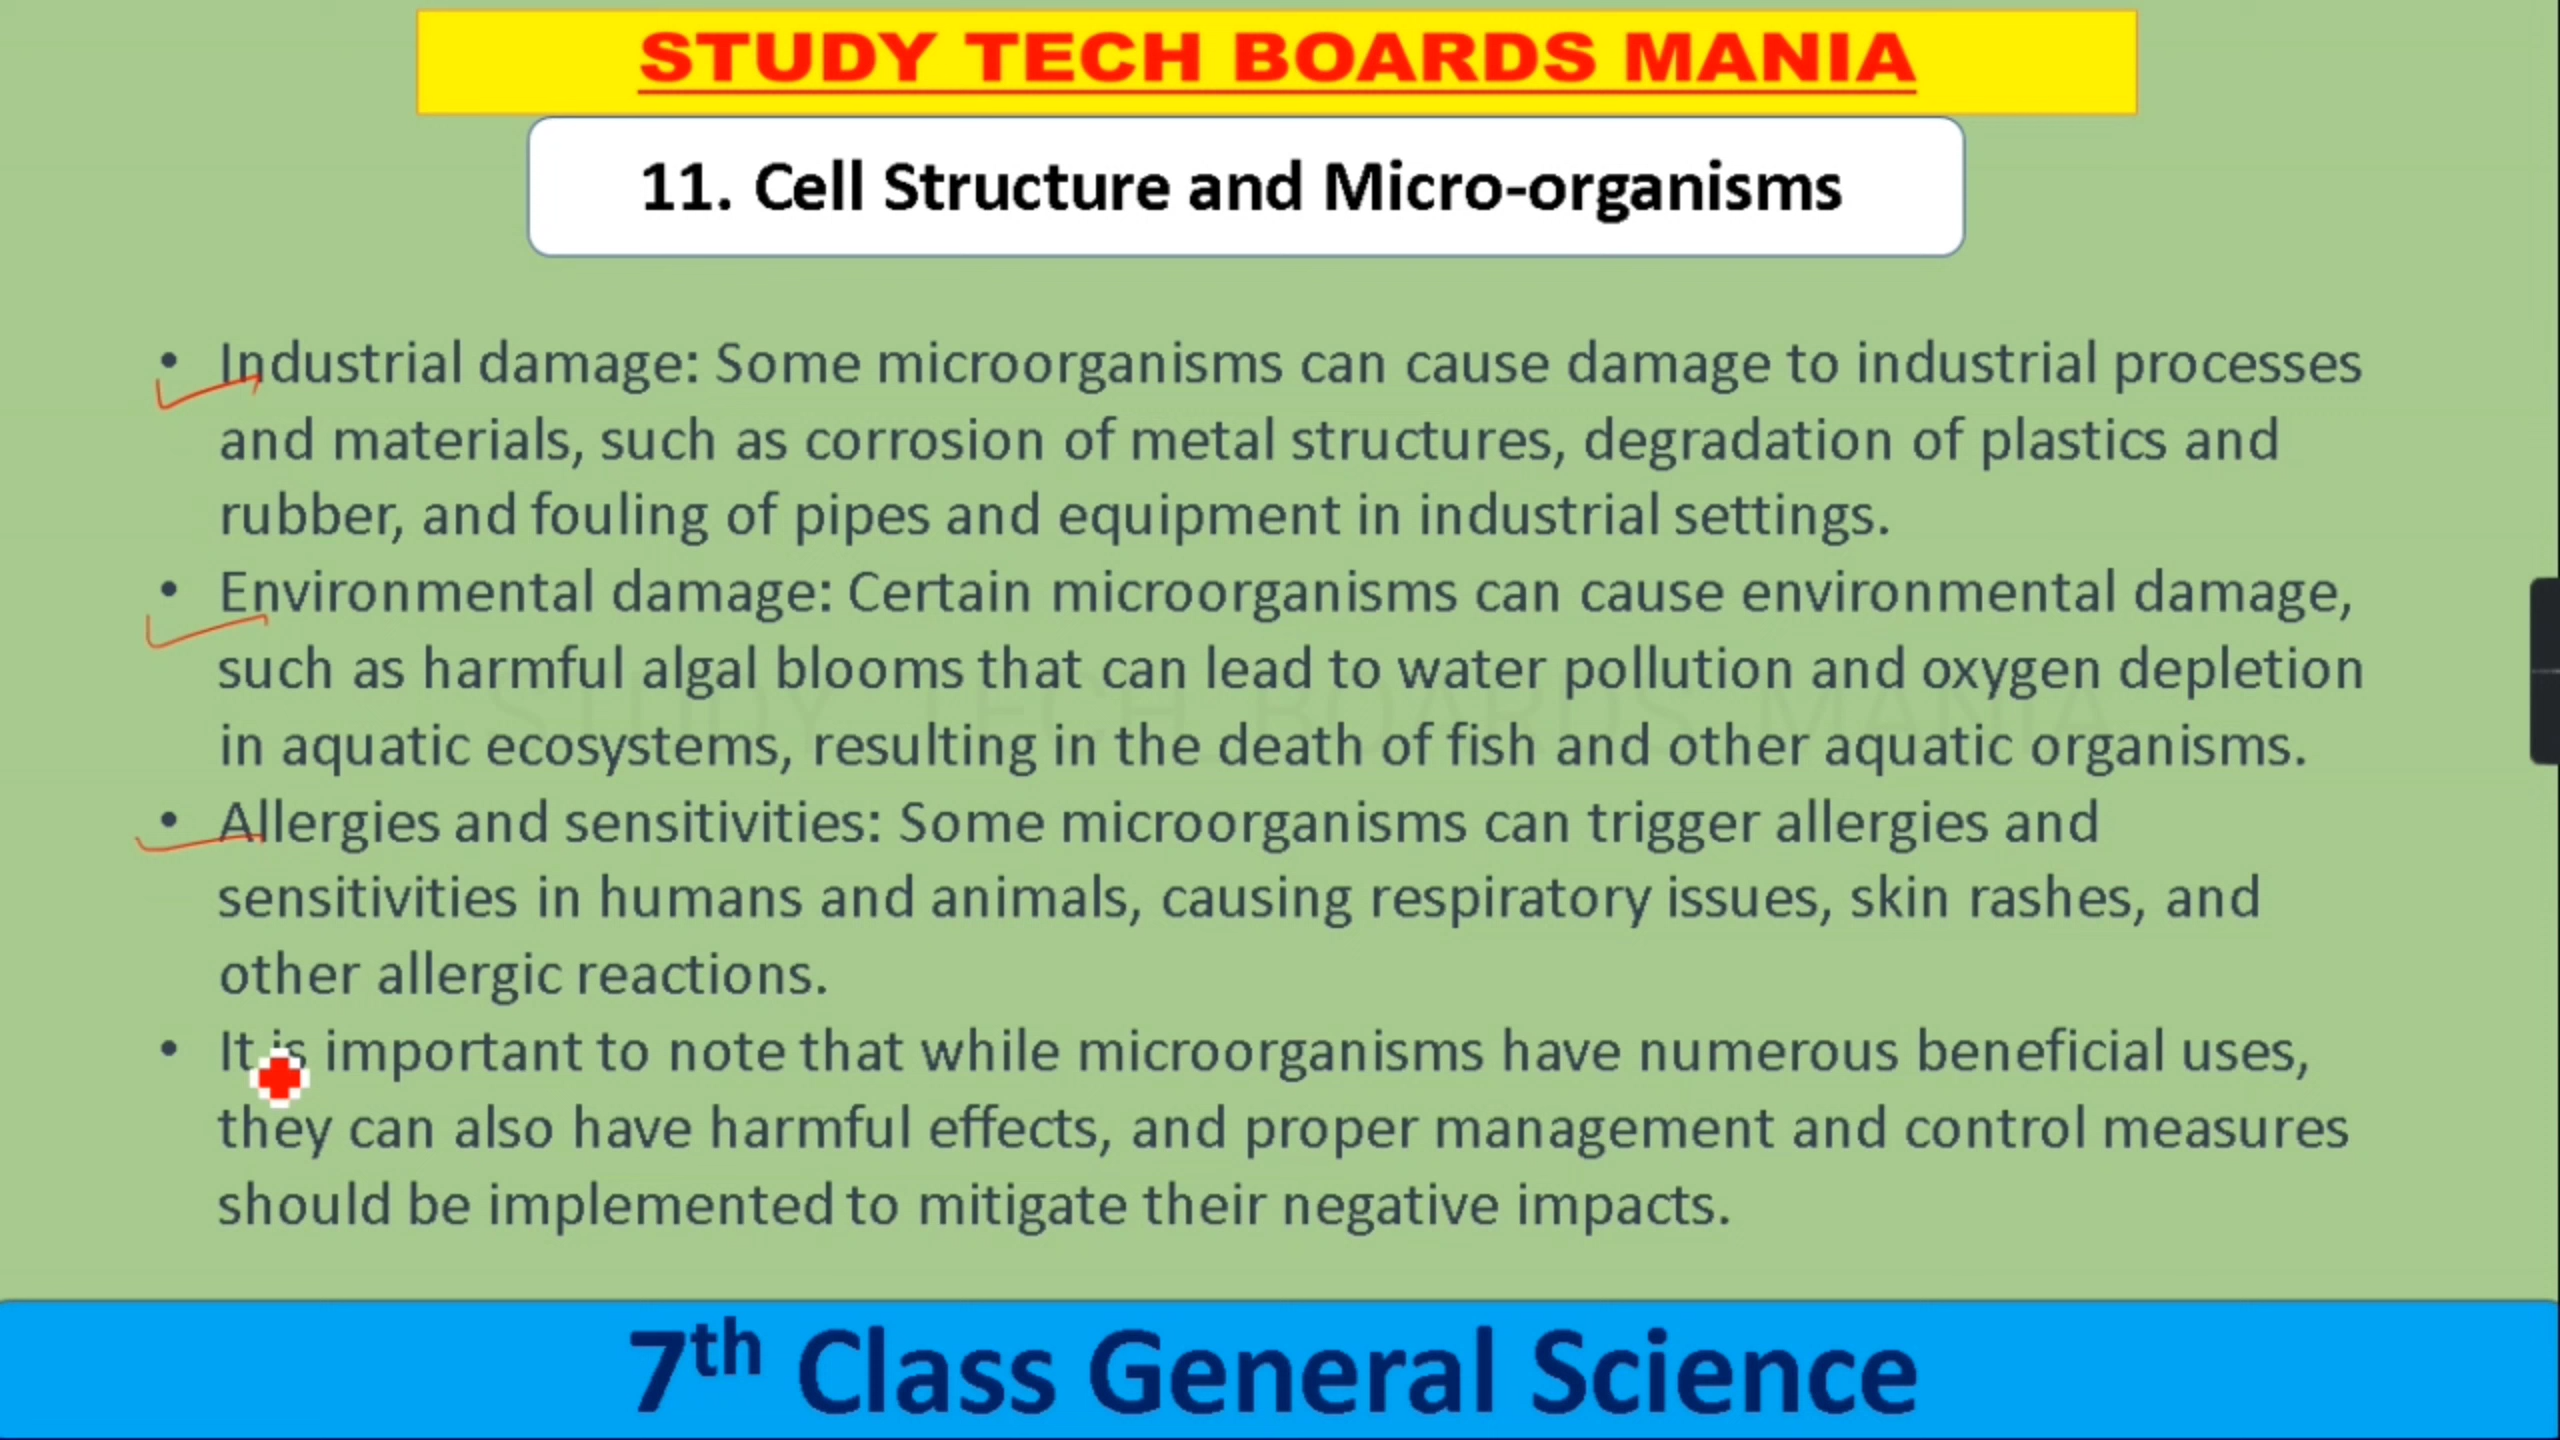 STUDY TECH BOARDS MANIA
11. Cell Structure and Micro-organisms
• Industrial damage: Some microorganisms can cause damage to industrial processes
and materials, such as corrosion of metal structures, degradation of plastics and
rubber, and fouling of pipes and equipment in industrial settings.
• Environmental damage: Certain microorganisms can cause environmental damage,
such as harmful algal blooms that can lead to water pollution and oxygen depletion
STUDY TECH BOARDS MANIA
in aquatic ecosystems, resulting in the death of fish and other aquatic organisms.
• Allergies and sensitivities: Some microorganisms can trigger allergies and
sensitivities in humans and animals, causing respiratory issues, skin rashes, and
other allergic reactions.
• It is important to note that while microorganisms have numerous beneficial uses,
they can also have harmful effects, and proper management and control measures
should be implemented to mitigate their negative impacts.
7th Class General Science